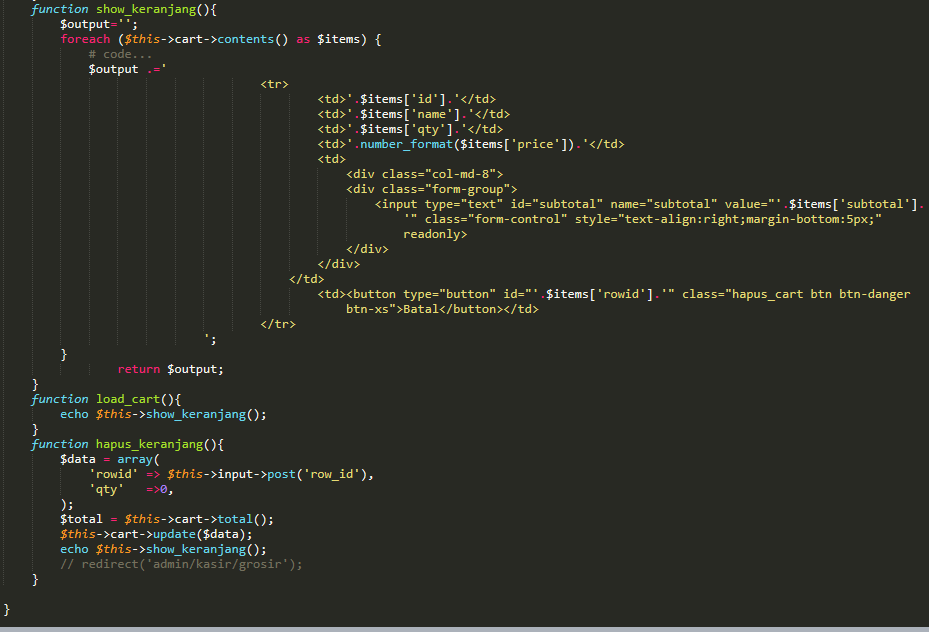 function show_keranjang(){
$output='';
foreach ($this->cart->contents() as $items) {
# code...
$output .='
<tr>
<td>'.$items['id'].'</td>
<td>'.$items['name'].'</td>
<td>'.$items['qty'].'</td>
<td>'.number_format($items['price']).'</td>
<td>
<div class="col-md-8">
<div class="form-group">
<input type="text" id="subtotal" name="subtotal" value="'.$items['subtotal'].
'" class="form-control" style="text-align:right;margin-bottom:5px;"
readonly>
</div>
</div>
</td>
<td><button type="button" id="'.$items['rowid'].'" class="hapus_cart btn btn-danger
btn-xs">Batal</button></td>
</tr>
';
}
return $output;
}
function load_cart(){
echo $this->show_keranjang();
}
function hapus_keranjang(){
$data = array(
'rowid' => $this->input->post('row_id'),
'qty' =>0,
);
$total = $this->cart->total();
$this->cart->update($data);
echo $this->show_keranjang();
// redirect('admin/kasir/grosir');
}
}